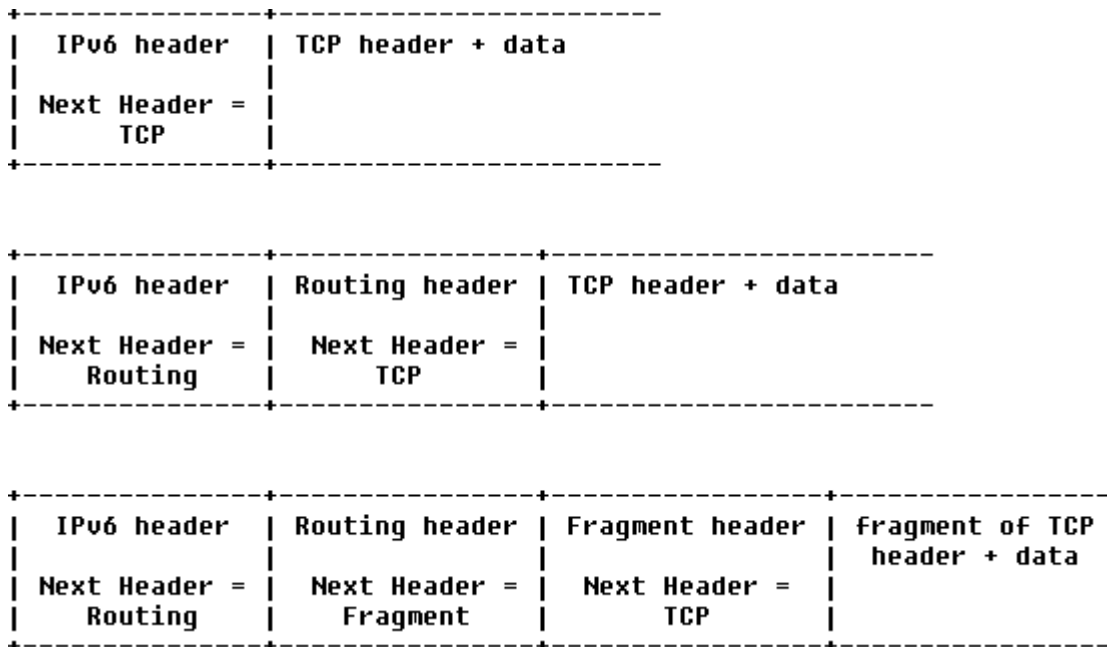 +---------------+------------------------
|  IPv6 header  | TCP header + data
|               |
| Next Header = |
|      TCP      |
+---------------+------------------------
+---------------+----------------+------------------------
|  IPv6 header  | Routing header | TCP header + data
|               |                |
| Next Header = |  Next Header = |
|    Routing    |      TCP       |
+---------------+----------------+------------------------
+---------------+----------------+-----------------+-----------------
|  IPv6 header  | Routing header | Fragment header | fragment of TCP
|               |                |                 |  header + data
| Next Header = |  Next Header = |  Next Header =  |
|    Routing    |    Fragment    |       TCP       |
+---------------+----------------+-----------------+-----------------